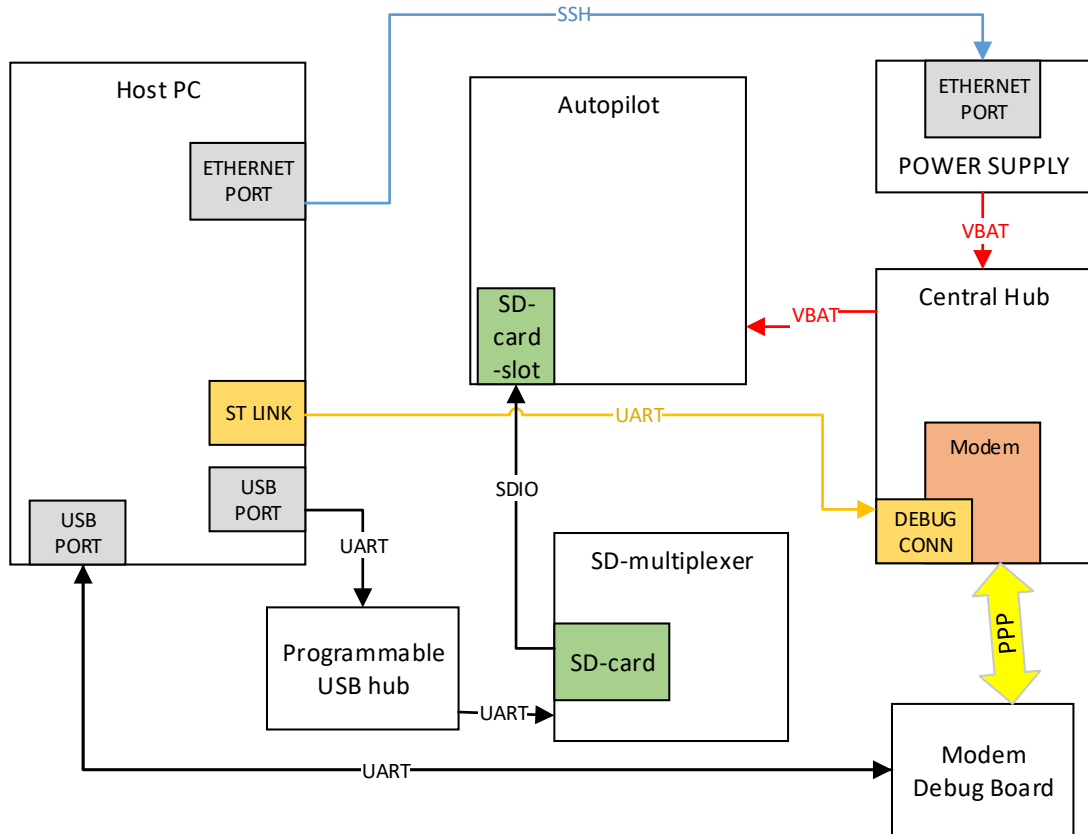 SSH
Host PC
ETHERNET
PORT
Autopilot
ETHERNET
PORT
POWER SUPPLY
VBAT
Central Hub
VBAT
SD-
card
-slot
ST LINK
UART
Modem
SDIO
USB
PORT
USB
PORT
UART
DEBUG
CONN
SD-multiplexer
PPP
Programmable
USB hub
SD-card
UART
Modem
Debug Board
UART